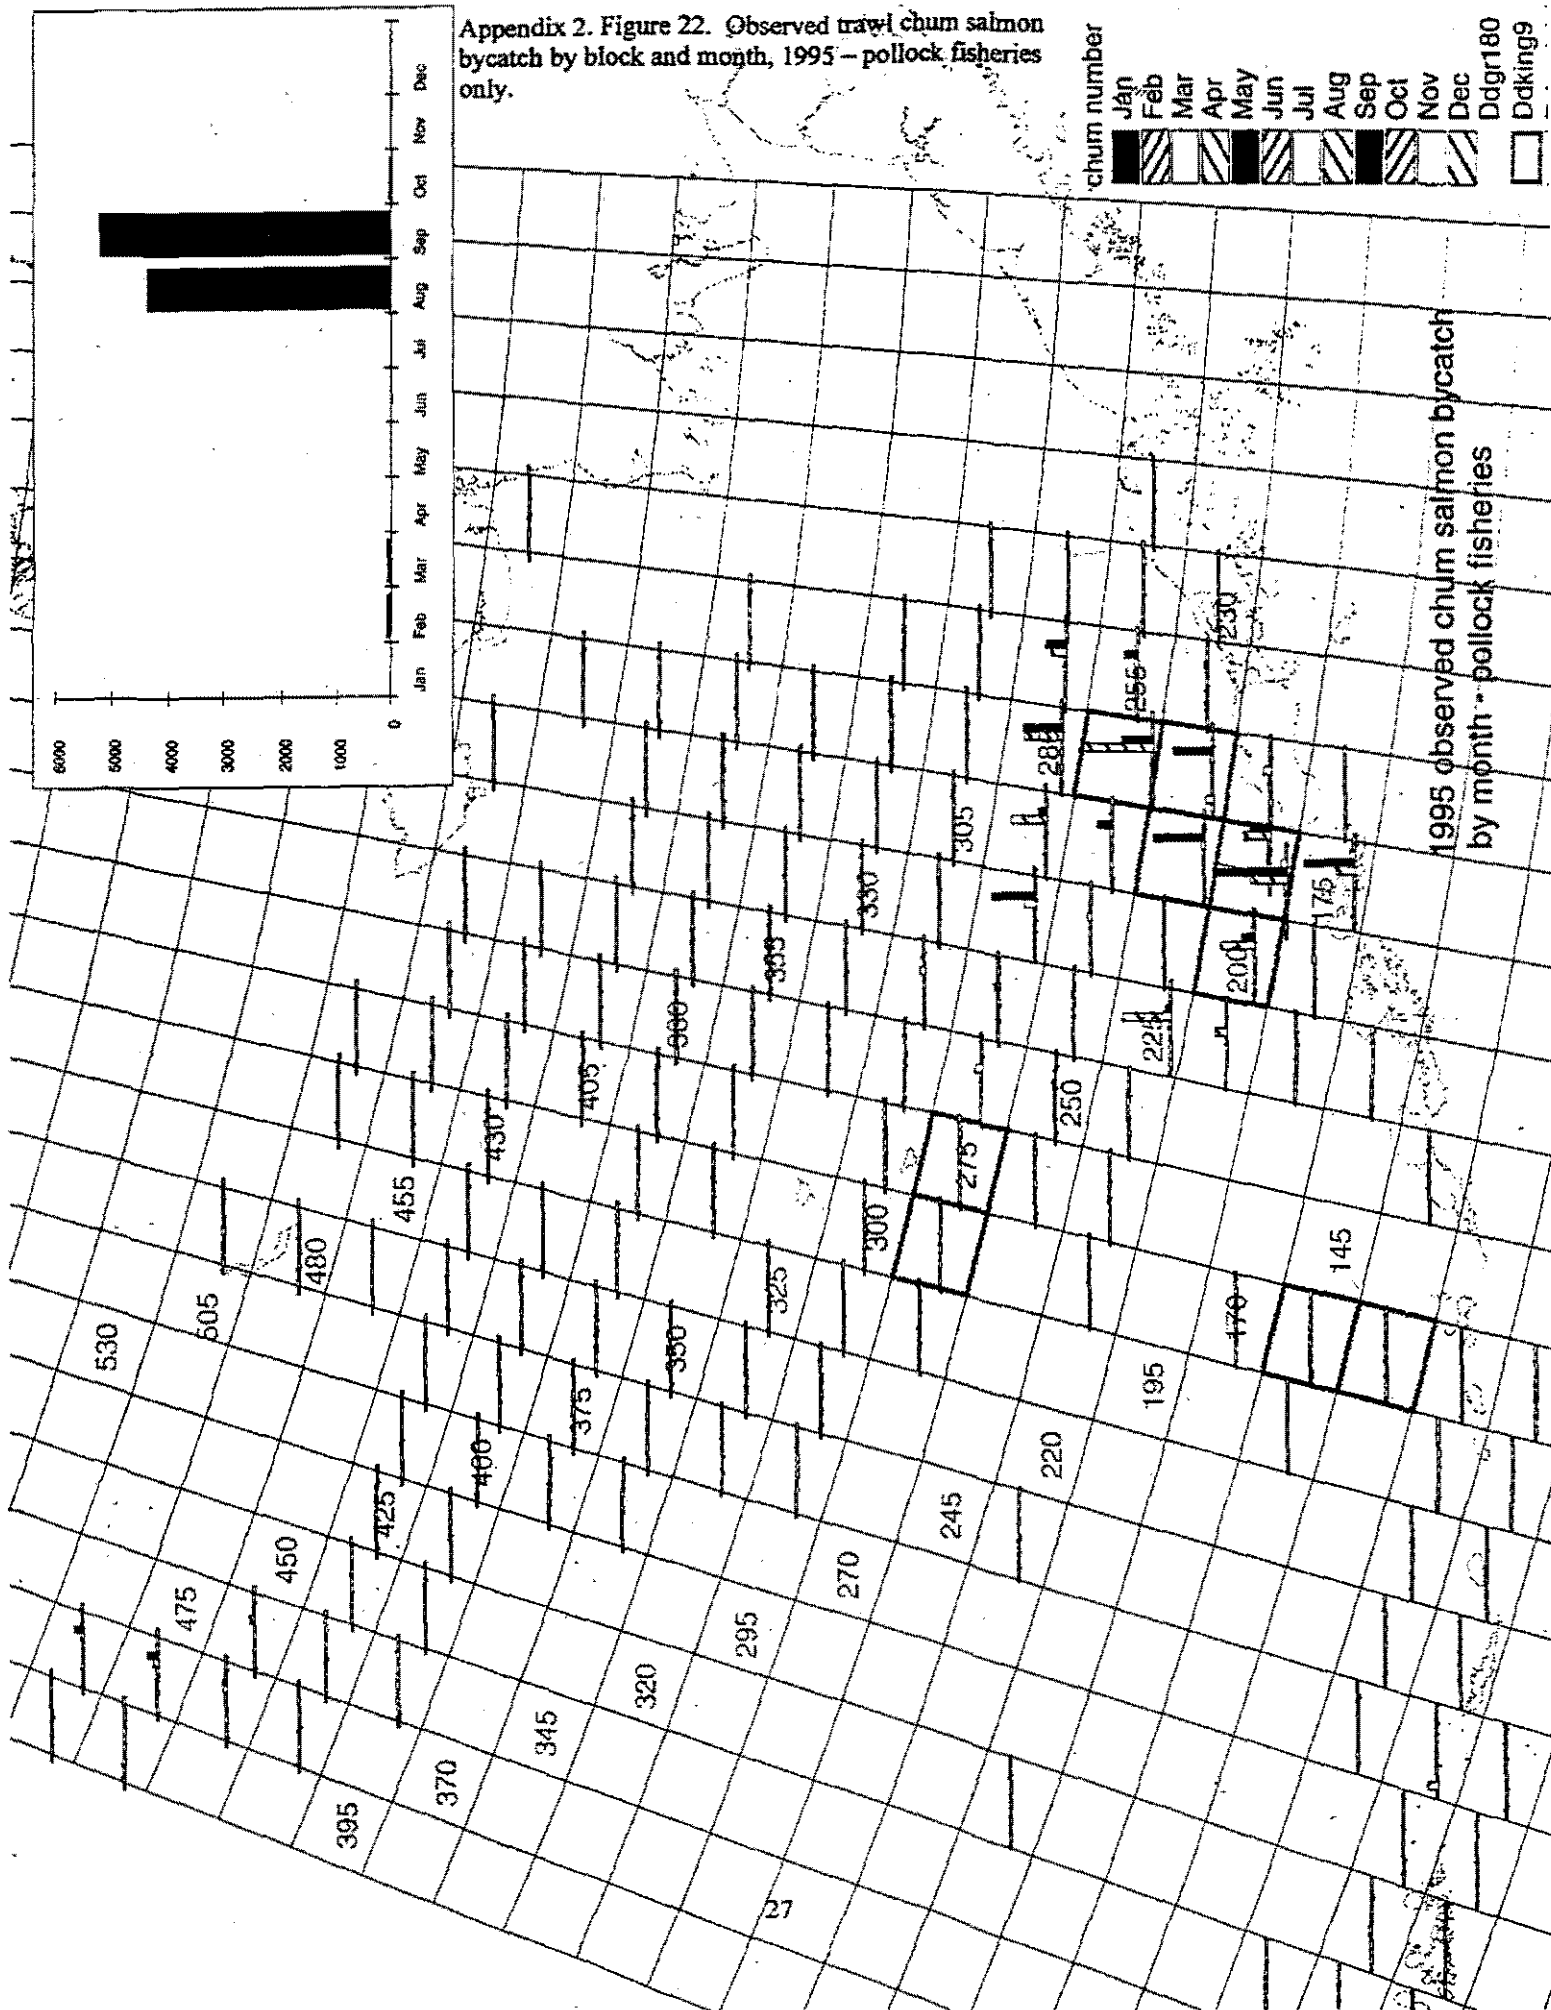 Appendix 2. Figure 22. Observed trawl chum salmon
bycatch by block and month, 1995 – pollock fisheries
only.
6000
5000
4000
3000
2000
1000
0
Jan
Feb
Mar
Apr
May
Jun
Jul
Aug
Sep
Oct
Nov
Dec
chum number
Jan
Feb
Mar
Apr
May
Jun
Jul
Aug
Sep
Oct
Nov
Dec
Ddgr180
Ddking9
1995 observed chum salmon bycatch
by month - pollock fisheries
530
505
480
455
430
405
355
330
305
255
230
475
450
425
400
375
350
325
300
275
250
225
200
175
395
370
345
320
295
270
245
220
195
170
145
27